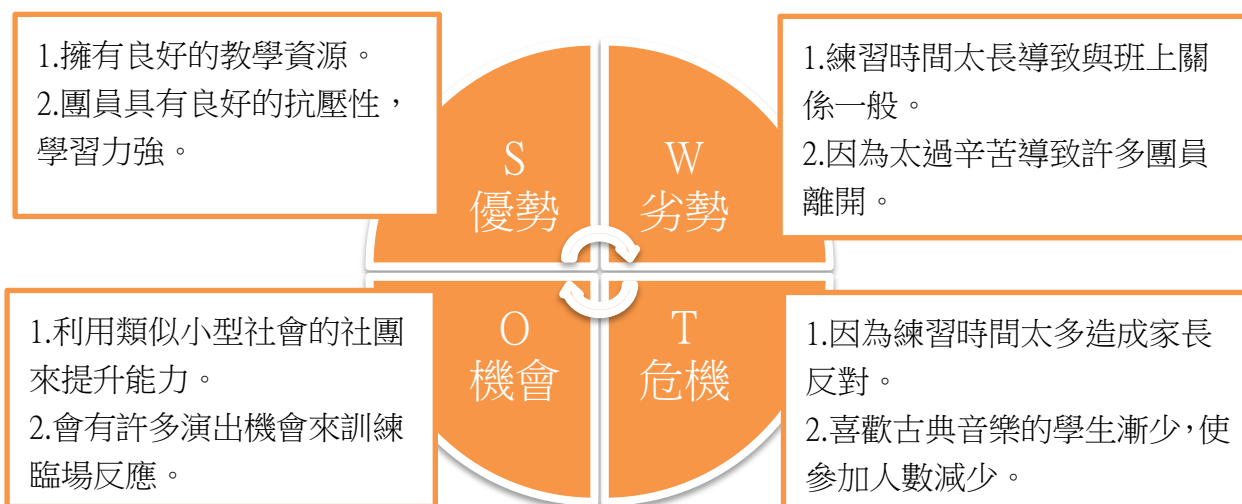 1.擁有良好的教學資源。
2.團員具有良好的抗壓性，
學習力強。
S
優勢
W
劣勢
1.練習時間太長導致與班上關
係一般。
2.因為太過辛苦導致許多團員
離開。
1.利用類似小型社會的社團
來提升能力。
2.會有許多演出機會來訓練
臨場反應。
O
機會
T
危機
1.因為練習時間太多造成家長
反對。
2.喜歡古典音樂的學生漸少，使
參加人數減少。